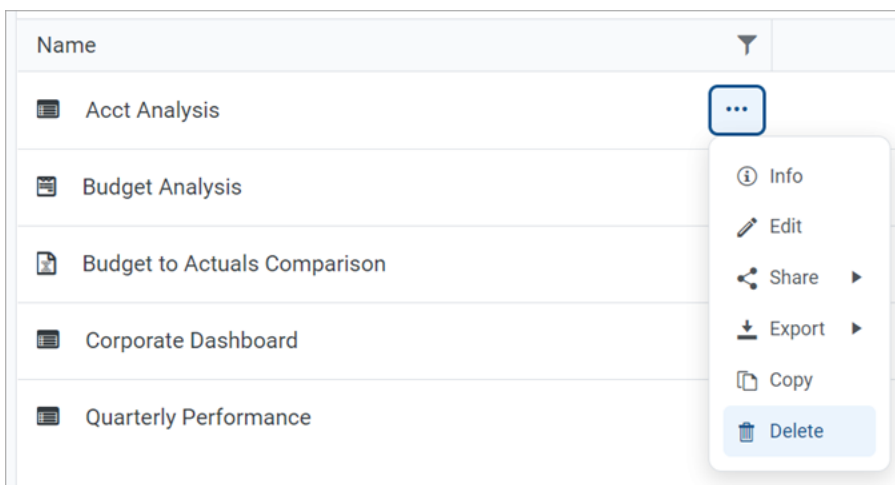 Name
Acct Analysis
Budget Analysis
Budget to Actuals Comparison
Corporate Dashboard
Quarterly Performance
Info
Edit
Share
Export
Copy
Delete